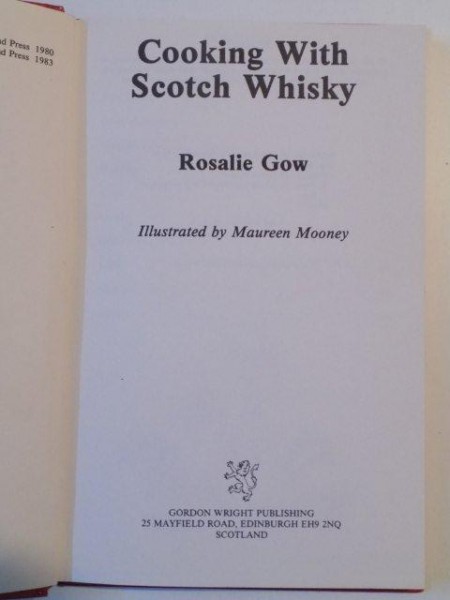 Press 1980
Press 1983
Cooking With
Scotch Whisky
Rosalie Gow
Illustrated by Maureen Mooney
GORDON WRIGHT PUBLISHING
25 MAYFIELD ROAD, EDINBURGH EH9 2NQ
SCOTLAND